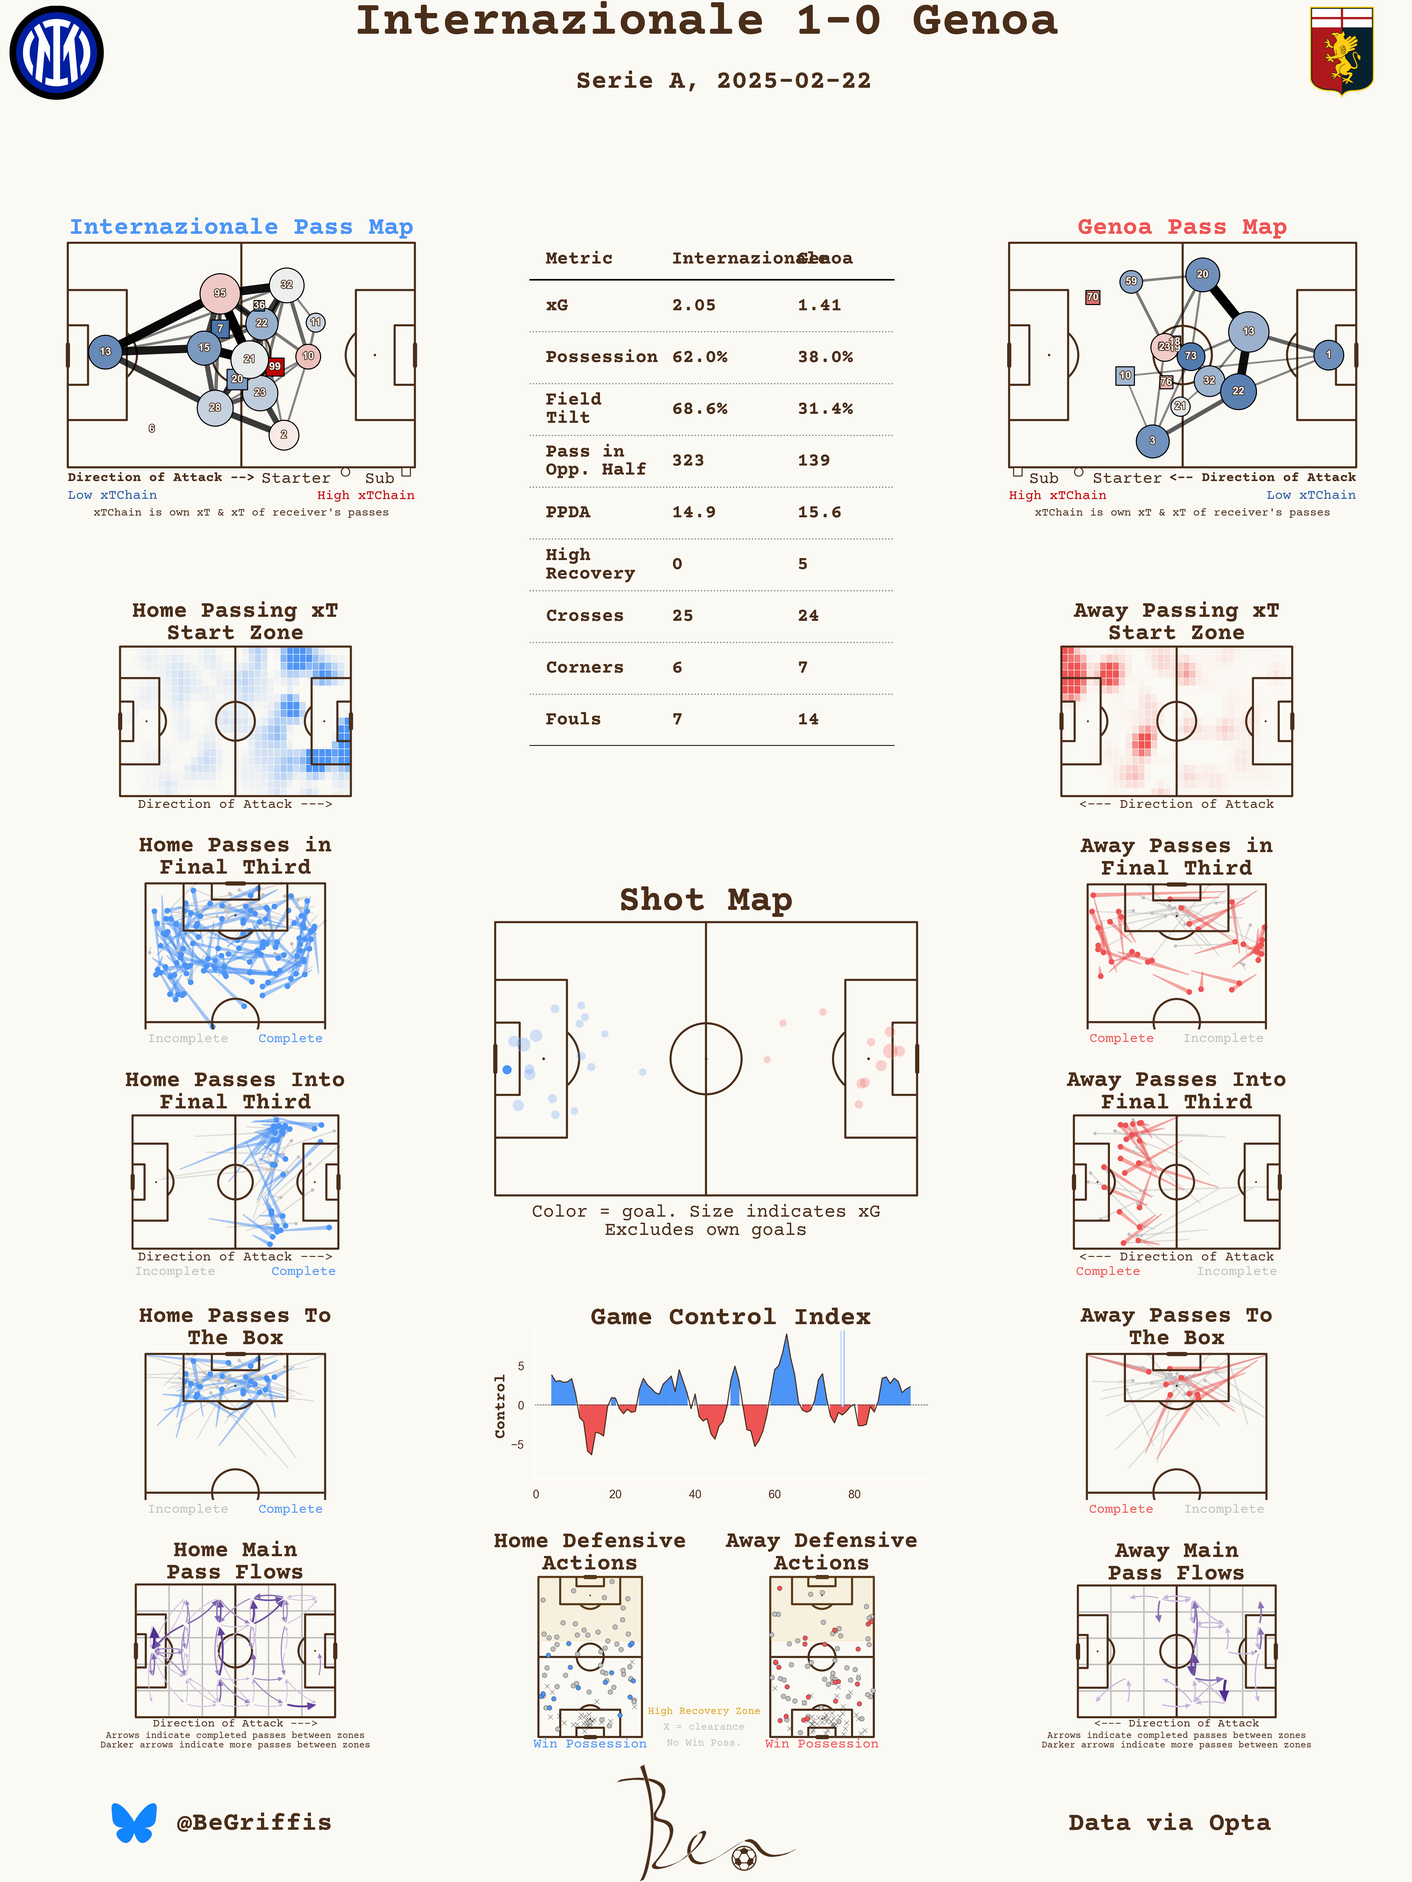 Internazionale 1-0 Genoa
Serie A, 2025-02-22
Internazionale Pass Map
13
95
32
36
22
11
7
15
21
10
99
20
23
28
2
6
Direction of Attack --> Starter Sub
Low xTChain High xTChain
xTChain is own xT & xT of receiver's passes
Metric Internazionale Genoa
xG 2.05 1.41
Possession 62.0% 38.0%
Field
Tilt 68.6% 31.4%
Pass in
Opp. Half 323 139
PPDA 14.9 15.6
High
Recovery 0 5
Crosses 25 24
Corners 6 7
Fouls 7 14
Genoa Pass Map
59
20
70
13
23
18
73
1
10
76
32
22
21
3
Sub Starter <-- Direction of Attack
High xTChain Low xTChain
xTChain is own xT & xT of receiver's passes
Home Passing xT
Start Zone
Direction of Attack --->
Away Passing xT
Start Zone
<--- Direction of Attack
Home Passes in
Final Third
Incomplete Complete
Away Passes in
Final Third
Complete Incomplete
Shot Map
Color = goal. Size indicates xG
Excludes own goals
Home Passes Into
Final Third
Direction of Attack --->
Incomplete Complete
Away Passes Into
Final Third
<--- Direction of Attack
Complete Incomplete
Home Passes To
The Box
Incomplete Complete
Game Control Index
Control
5
0
−5
0 20 40 60 80
Away Passes To
The Box
Complete Incomplete
Home Main
Pass Flows
Direction of Attack --->
Arrows indicate completed passes between zones
Darker arrows indicate more passes between zones
Home Defensive
Actions
Win Possession
Away Defensive
Actions
Win Possession
High Recovery Zone
X = clearance
No Win Poss.
Away Main
Pass Flows
<--- Direction of Attack
Arrows indicate completed passes between zones
Darker arrows indicate more passes between zones
@BeGriffis
Ben
Data via Opta